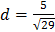 d = 5/√29